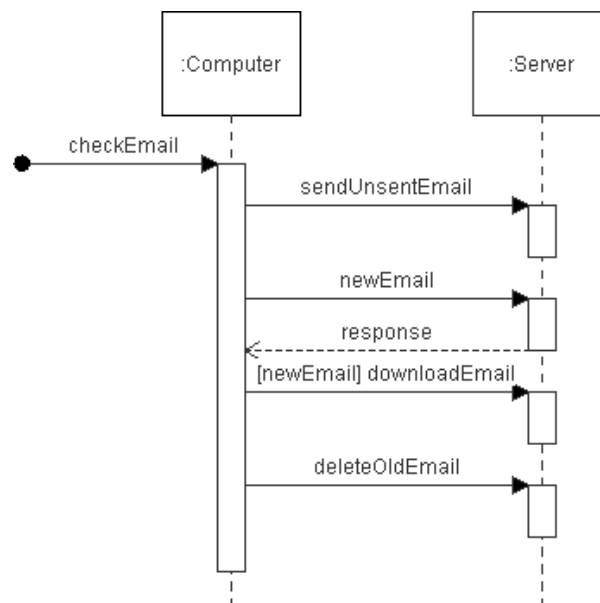 :Computer
:Server
checkEmail
sendUnsentEmail
newEmail
response
[newEmail] downloadEmail
deleteOldEmail